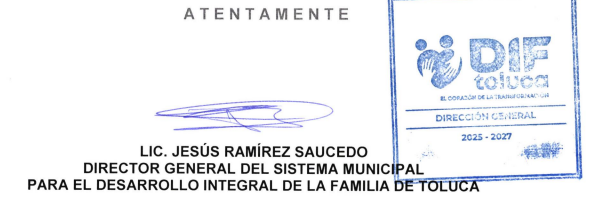 ATENTAMENTE
DIF
toluca
EL CORAZÓN DE LA TRANSFORMACIÓN
DIRECCIÓN GENERAL
2025 - 2027
LIC. JESÚS RAMÍREZ SAUCEDO
DIRECTOR GENERAL DEL SISTEMA MUNICIPAL
PARA EL DESARROLLO INTEGRAL DE LA FAMILIA DE TOLUCA